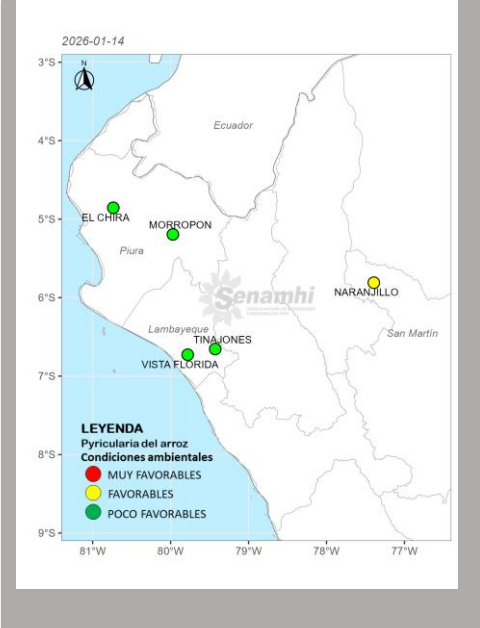 2026-01-14
N
3°S
4°S
5°S
6°S
7°S
8°S
9°S
Ecuador
EL CHIRA
MORROPON
Piura
NARANJILLO
Senamhi
Lambayeque
TINAJONES
San Martín
VISTA FLORIDA
LEYENDA
Pyricularia del arroz
Condiciones ambientales
MUY FAVORABLES
FAVORABLES
POCO FAVORABLES
81°W 80°W 79°W 78°W 77°W